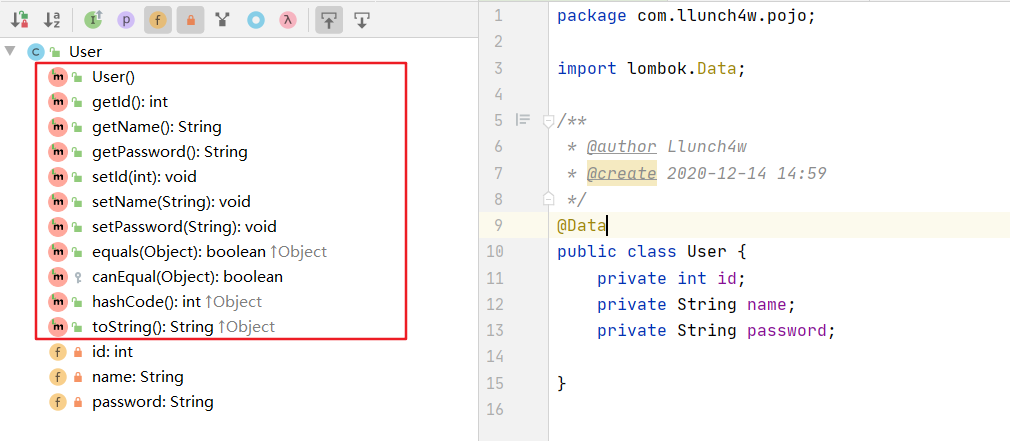 User
User()
getId(): int
getName(): String
getPassword(): String
setId(int): void
setName(String): void
setPassword(String): void
equals(Object): boolean ↑Object
canEqual(Object): boolean
hashCode(): int ↑Object
toString(): String ↑Object
id: int
name: String
password: String
1 package com.llunch4w.pojo;
2
3 import lombok.Data;
4
5 /**
6 * @author Llunch4w
7 * @create 2020-12-14 14:59
8 */
9 @Data
10 public class User {
11 private int id;
12 private String name;
13 private String password;
14
15 }
16